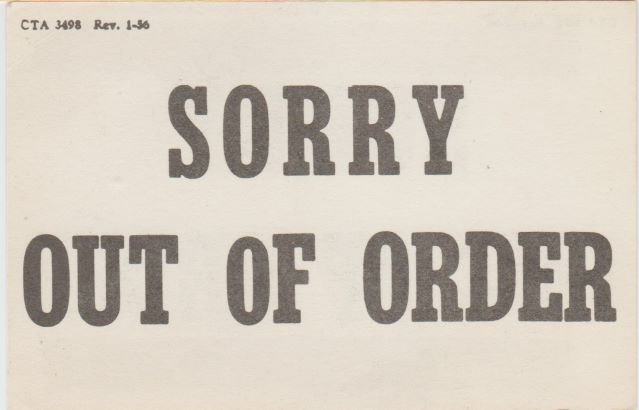 CTA 3498 Rev. 1-56
SORRY
OUT OF ORDER